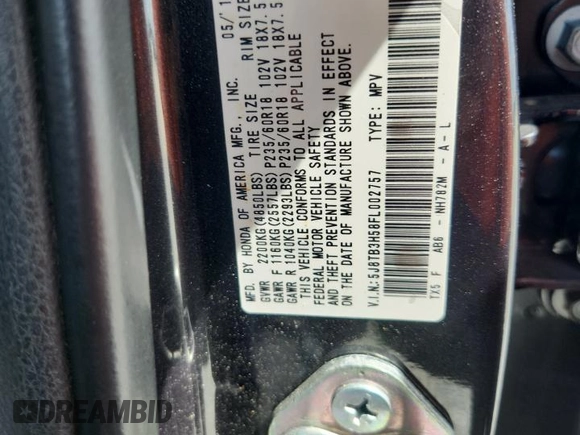 MFD. BY HONDA OF AMERICA MFG., INC. 05/'1
GVWR 2200KG(4850LBS) TIRE SIZE RIM SIZE
GAWR F 1160KG(2557LBS) P235/60R18 102V 18X7.5
GAWR R 1040KG(2293LBS) P235/60R18 102V 18X7.5
THIS VEHICLE CONFORMS TO ALL APPLICABLE
FEDERAL MOTOR VEHICLE SAFETY
AND THEFT PREVENTION STANDARDS IN EFFECT
ON THE DATE OF MANUFACTURE SHOWN ABOVE.
V.I.N.:5J8TB3H58FL002757 TYPE: MPV
TX5 F AB6 - NH782M - A - L
DREAMBID